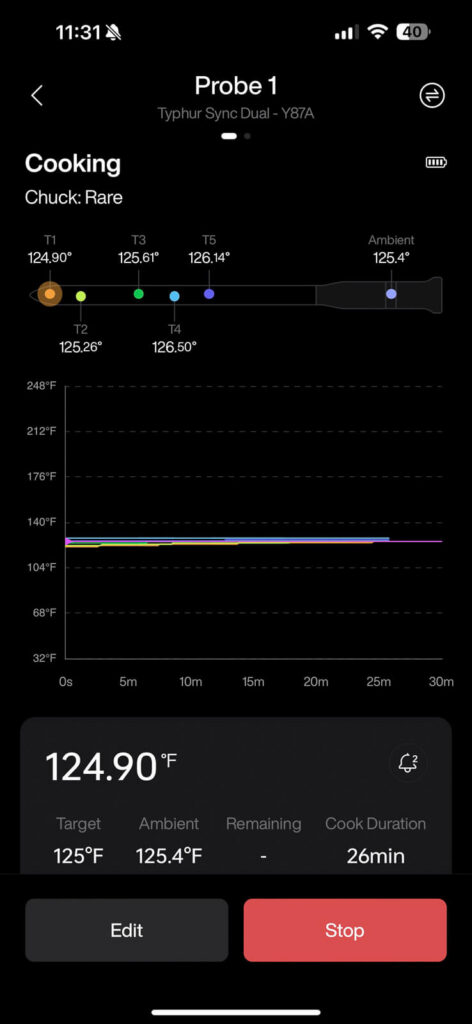 11:31
40
Probe 1
Typhur Sync Dual - Y87A
Cooking
Chuck: Rare
T1 T3 T5 Ambient
124.90° 125.61° 126.14° 125.4°
T2 T4
125.26° 126.50°
248°F
212°F
176°F
140°F
104°F
68°F
32°F
0s 5m 10m 15m 20m 25m 30m
124.90°F
2
Target Ambient Remaining Cook Duration
125°F 125.4°F - 26min
Edit Stop